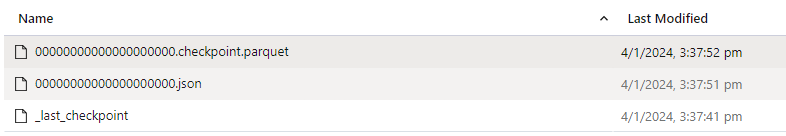 Name Last Modified
00000000000000000000.checkpoint.parquet 4/1/2024, 3:37:52 pm
00000000000000000000.json 4/1/2024, 3:37:51 pm
_last_checkpoint 4/1/2024, 3:37:41 pm